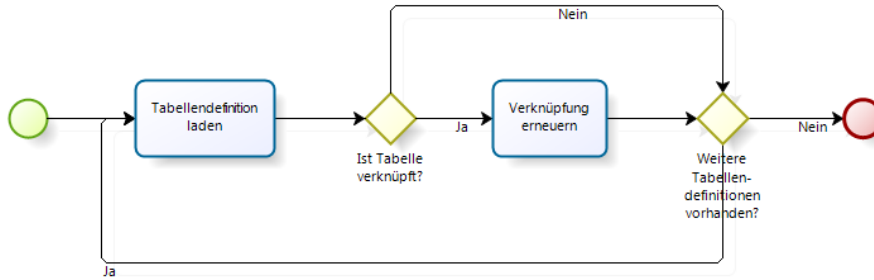 Nein
Tabellendefinition
laden
Verknüpfung
erneuern
Ja
Nein
Ist Tabelle
verknüpft?
Weitere
Tabellen-
definitionen
vorhanden?
Ja